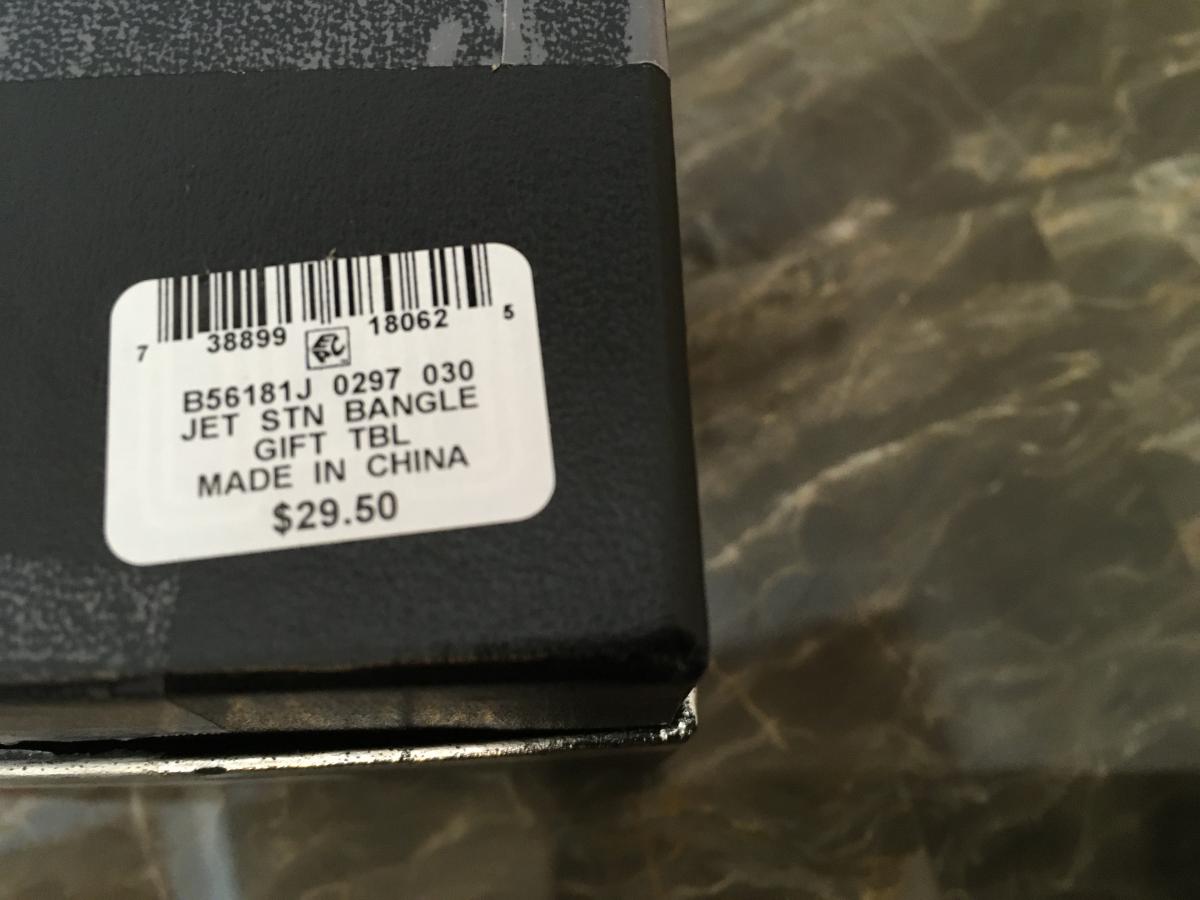 7 38899 18062 5
B56181J 0297 030
JET STN BANGLE
GIFT TBL
MADE IN CHINA
$29.50